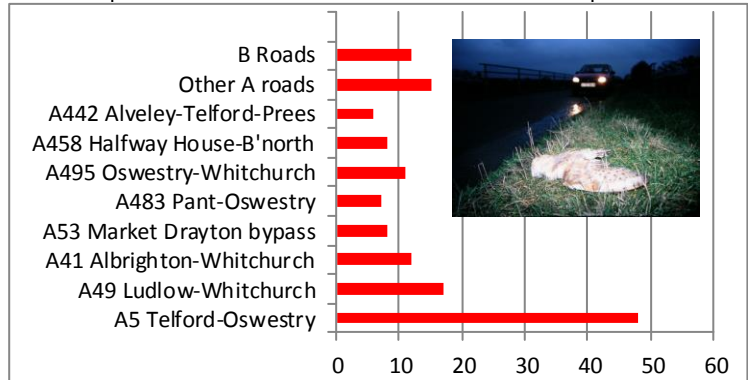 B Roads
Other A roads
A442 Alveley-Telford-Prees
A458 Halfway House-B'north
A495 Oswestry-Whitchurch
A483 Pant-Oswestry
A53 Market Drayton bypass
A41 Albrighton-Whitchurch
A49 Ludlow-Whitchurch
A5 Telford-Oswestry
0 10 20 30 40 50 60